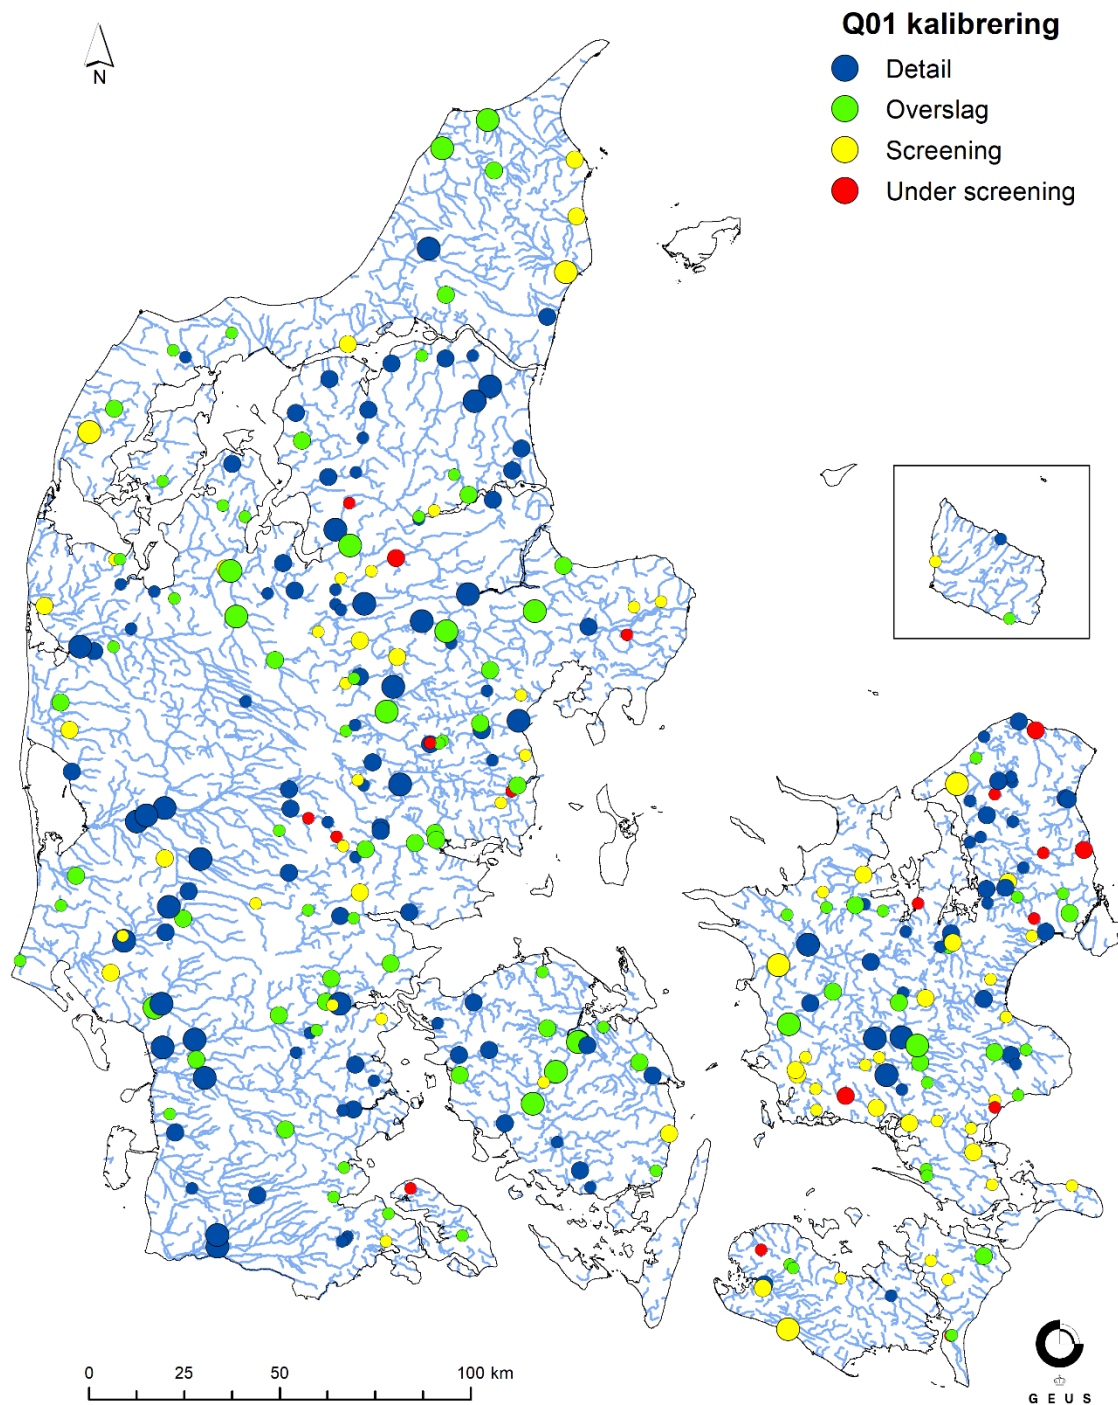 Q01 kalibrering
Detail
Overslag
Screening
Under screening
N
0 25 50 100 km
G E U S